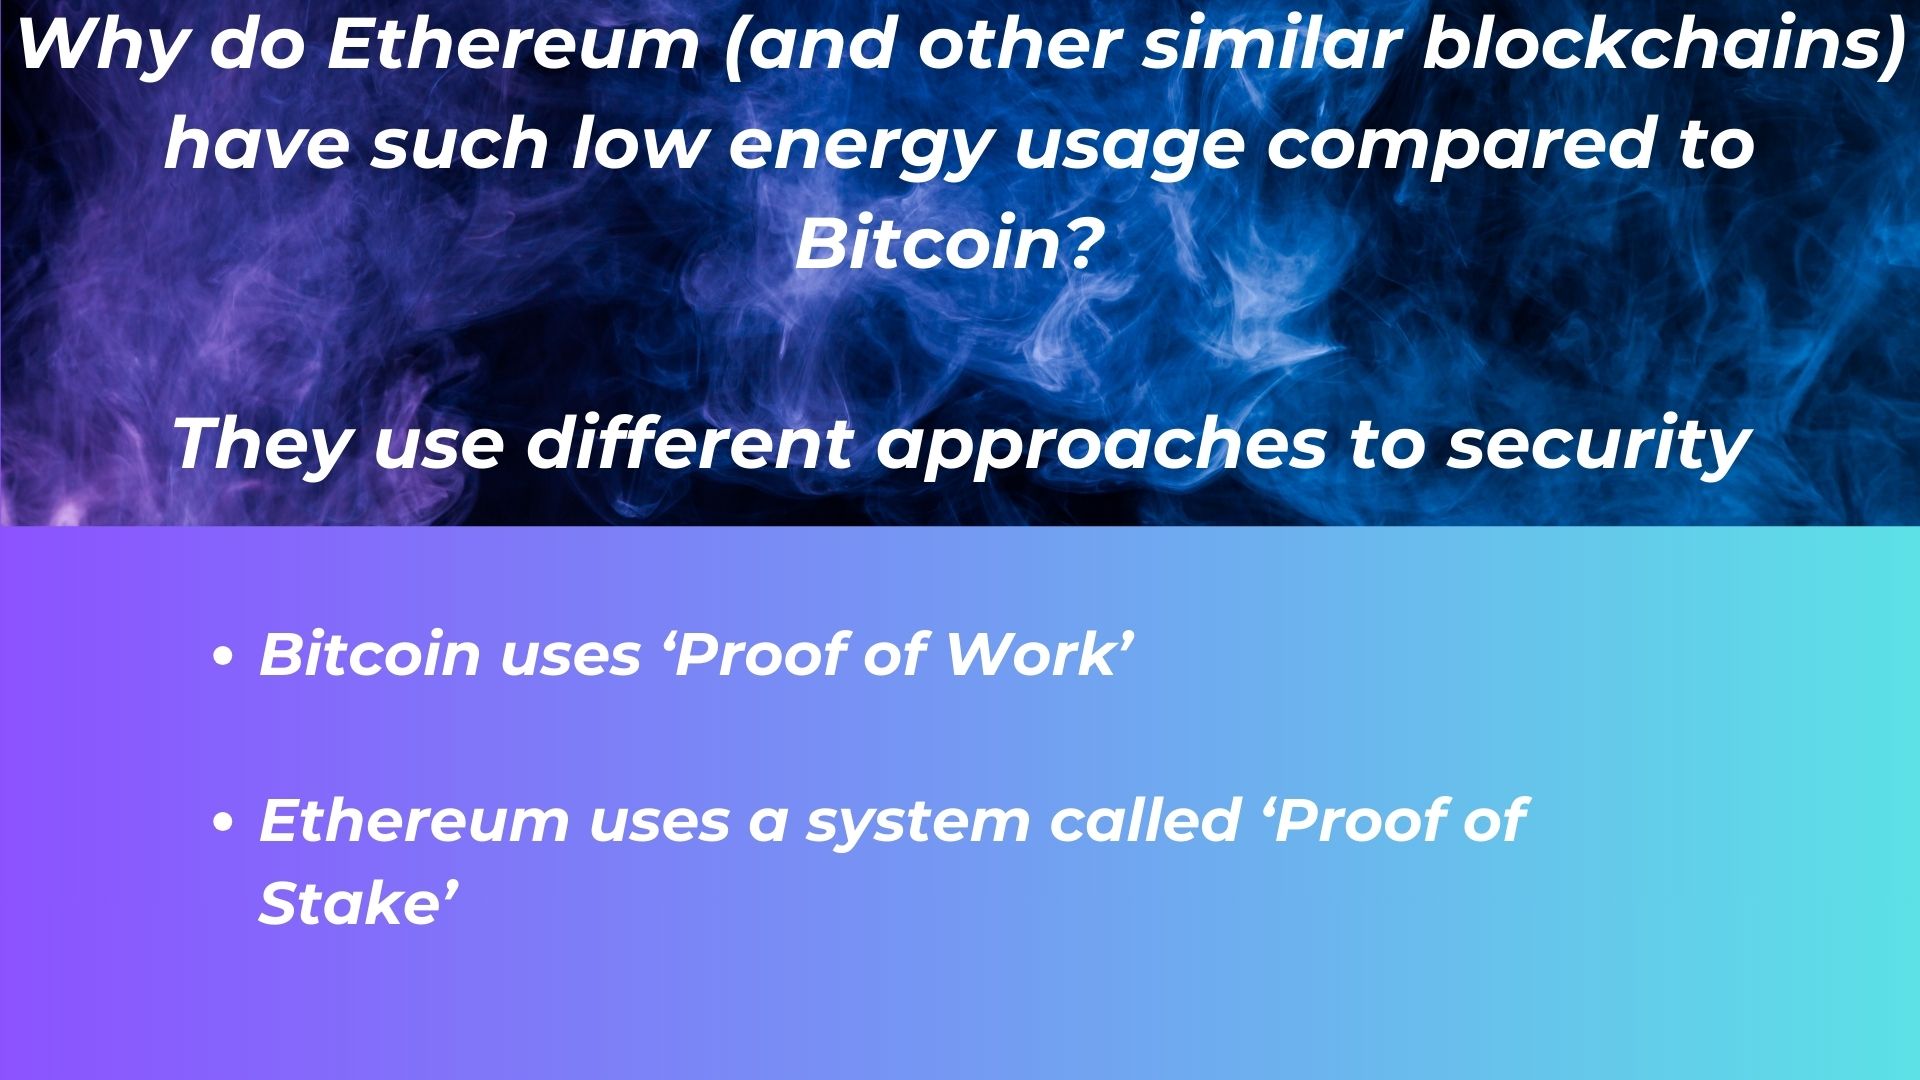 Why do Ethereum (and other similar blockchains)
have such low energy usage compared to
Bitcoin?
They use different approaches to security
• Bitcoin uses ‘Proof of Work’
• Ethereum uses a system called ‘Proof of
Stake’